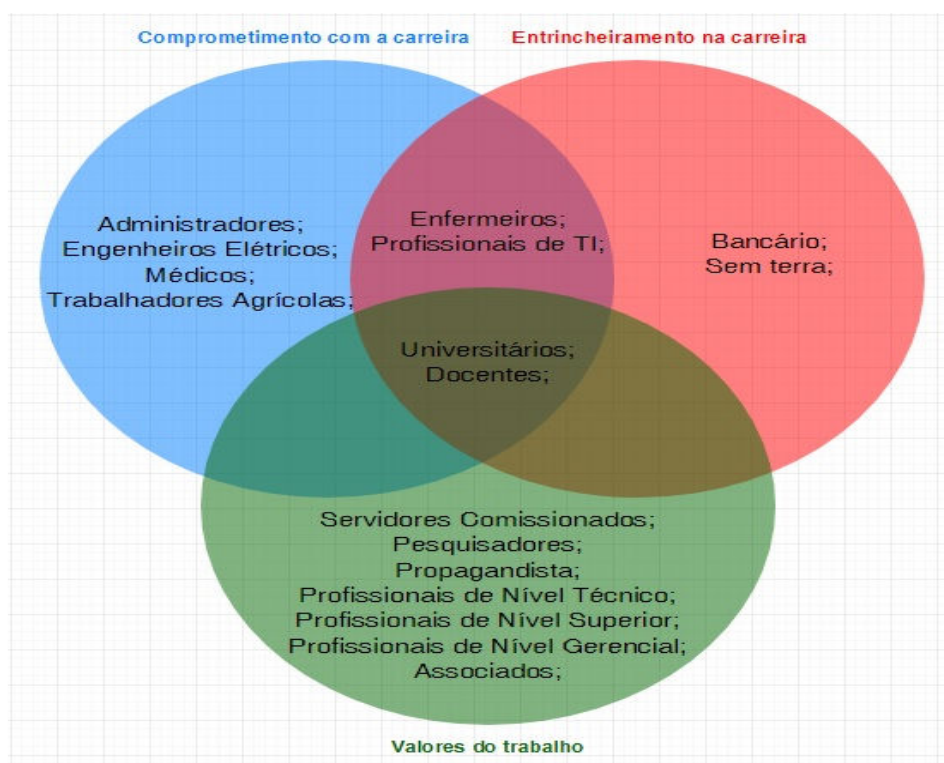 Comprometimento com a carreira
Entrincheiramento na carreira
Administradores;
Engenheiros Elétricos;
Médicos;
Trabalhadores Agrícolas;
Enfermeiros;
Profissionais de TI;
Bancário;
Sem terra;
Universitários;
Docentes;
Servidores Comissionados;
Pesquisadores;
Propagandista;
Profissionais de Nível Técnico;
Profissionais de Nível Superior;
Profissionais de Nível Gerencial;
Associados;
Valores do trabalho